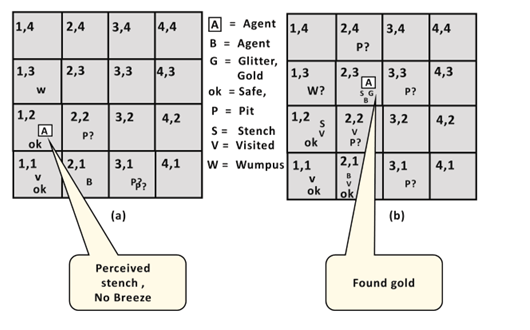 1,4 2,4 3,4 4,4
1,3 2,3 3,3 4,3
w
1,2 2,2 3,2 4,2
A P?
ok
1,1 2,1 3,1 4,1
v B P? P?
ok
(a)
Perceived
stench ,
No Breeze
A = Agent
B = Agent
G = Glitter,
Gold
ok = Safe,
P = Pit
S = Stench
V = Visited
W = Wumpus
1,4 2,4 3,4 4,4
P?
1,3 2,3 3,3 4,3
W? A P?
S G
B
1,2 S 2,2 3,2 4,2
V V
ok P?
1,1 2,1 3,1 4,1
v B P?
ok V
ok
(b)
Found gold